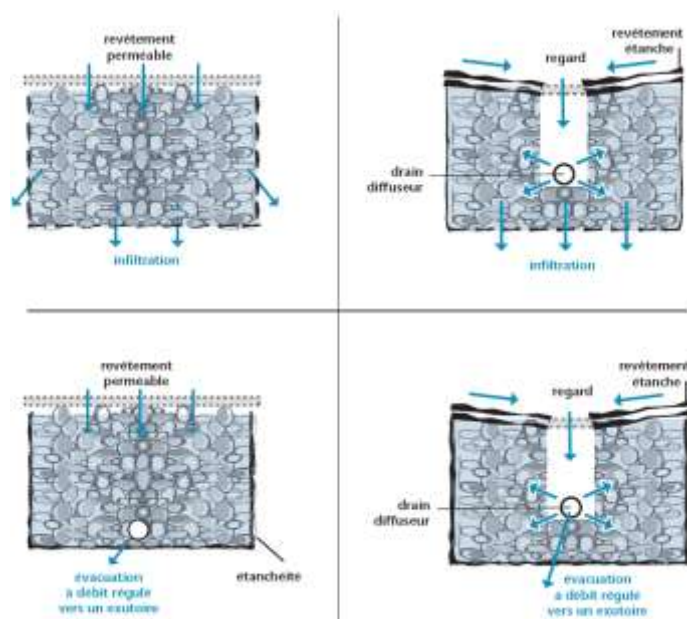 revêtement
perméable
infiltration
revêtement
étanche
regard
drain
diffuseur
infiltration
revêtement
perméable
évacuation
a débit régulé
vers un exutoire
étanchéité
revêtement
étanche
regard
drain
diffuseur
évacuation
a débit régulé
vers un exutoire